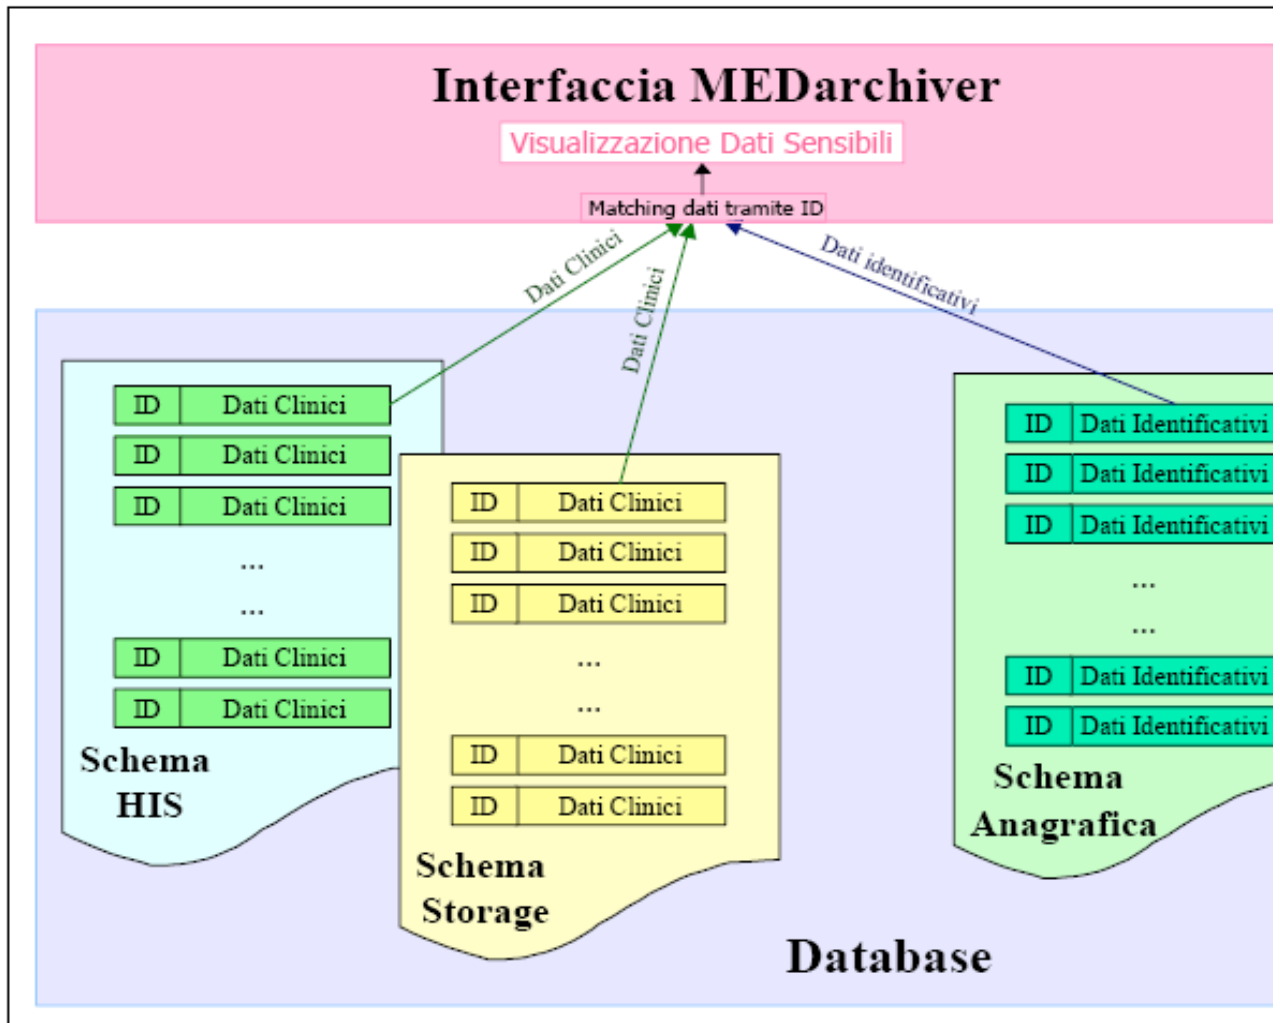 Interfaccia MEDarchiver
Visualizzazione Dati Sensibili
Matching dati tramite ID
Dati Clinici
Dati Clinici
Dati identificativi
ID Dati Clinici
ID Dati Clinici
ID Dati Clinici
...
...
ID Dati Clinici
ID Dati Clinici
Schema
HIS
ID Dati Clinici
ID Dati Clinici
ID Dati Clinici
...
...
ID Dati Clinici
ID Dati Clinici
Schema
Storage
ID Dati Identificativi
ID Dati Identificativi
ID Dati Identificativi
...
...
ID Dati Identificativi
ID Dati Identificativi
Schema
Anagrafica
Database